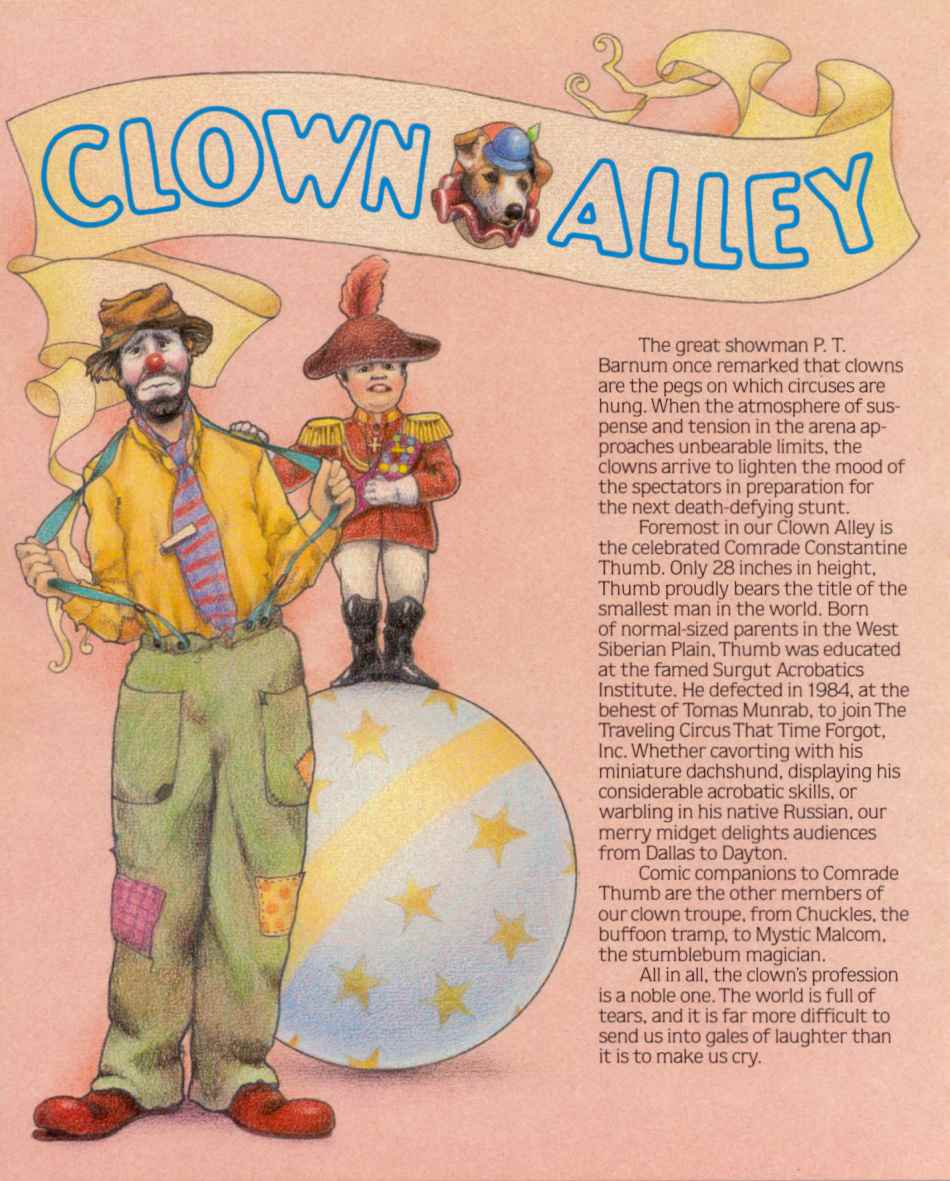 CLOWN ALLEY
The great showman P. T.
Barnum once remarked that clowns
are the pegs on which circuses are
hung. When the atmosphere of sus-
pense and tension in the arena ap-
proaches unbearable limits, the
clowns arrive to lighten the mood of
the spectators in preparation for
the next death-defying stunt.
Foremost in our Clown Alley is
the celebrated Comrade Constantine
Thumb. Only 28 inches in height,
Thumb proudly bears the title of the
smallest man in the world. Born
of normal-sized parents in the West
Siberian Plain, Thumb was educated
at the famed Surgut Acrobatics
Institute. He defected in 1984, at the
behest of Tomas Munrab, to join The
Traveling Circus That Time Forgot,
Inc. Whether cavorting with his
miniature dachshund, displaying his
considerable acrobatic skills, or
warbling in his native Russian, our
merry midget delights audiences
from Dallas to Dayton.
Comic companions to Comrade
Thumb are the other members of
our clown troupe, from Chuckles, the
buffoon tramp, to Mystic Malcom,
the stumblebum magician.
All in all, the clown's profession
is a noble one. The world is full of
tears, and it is far more difficult to
send us into gales of laughter than
it is to make us cry.